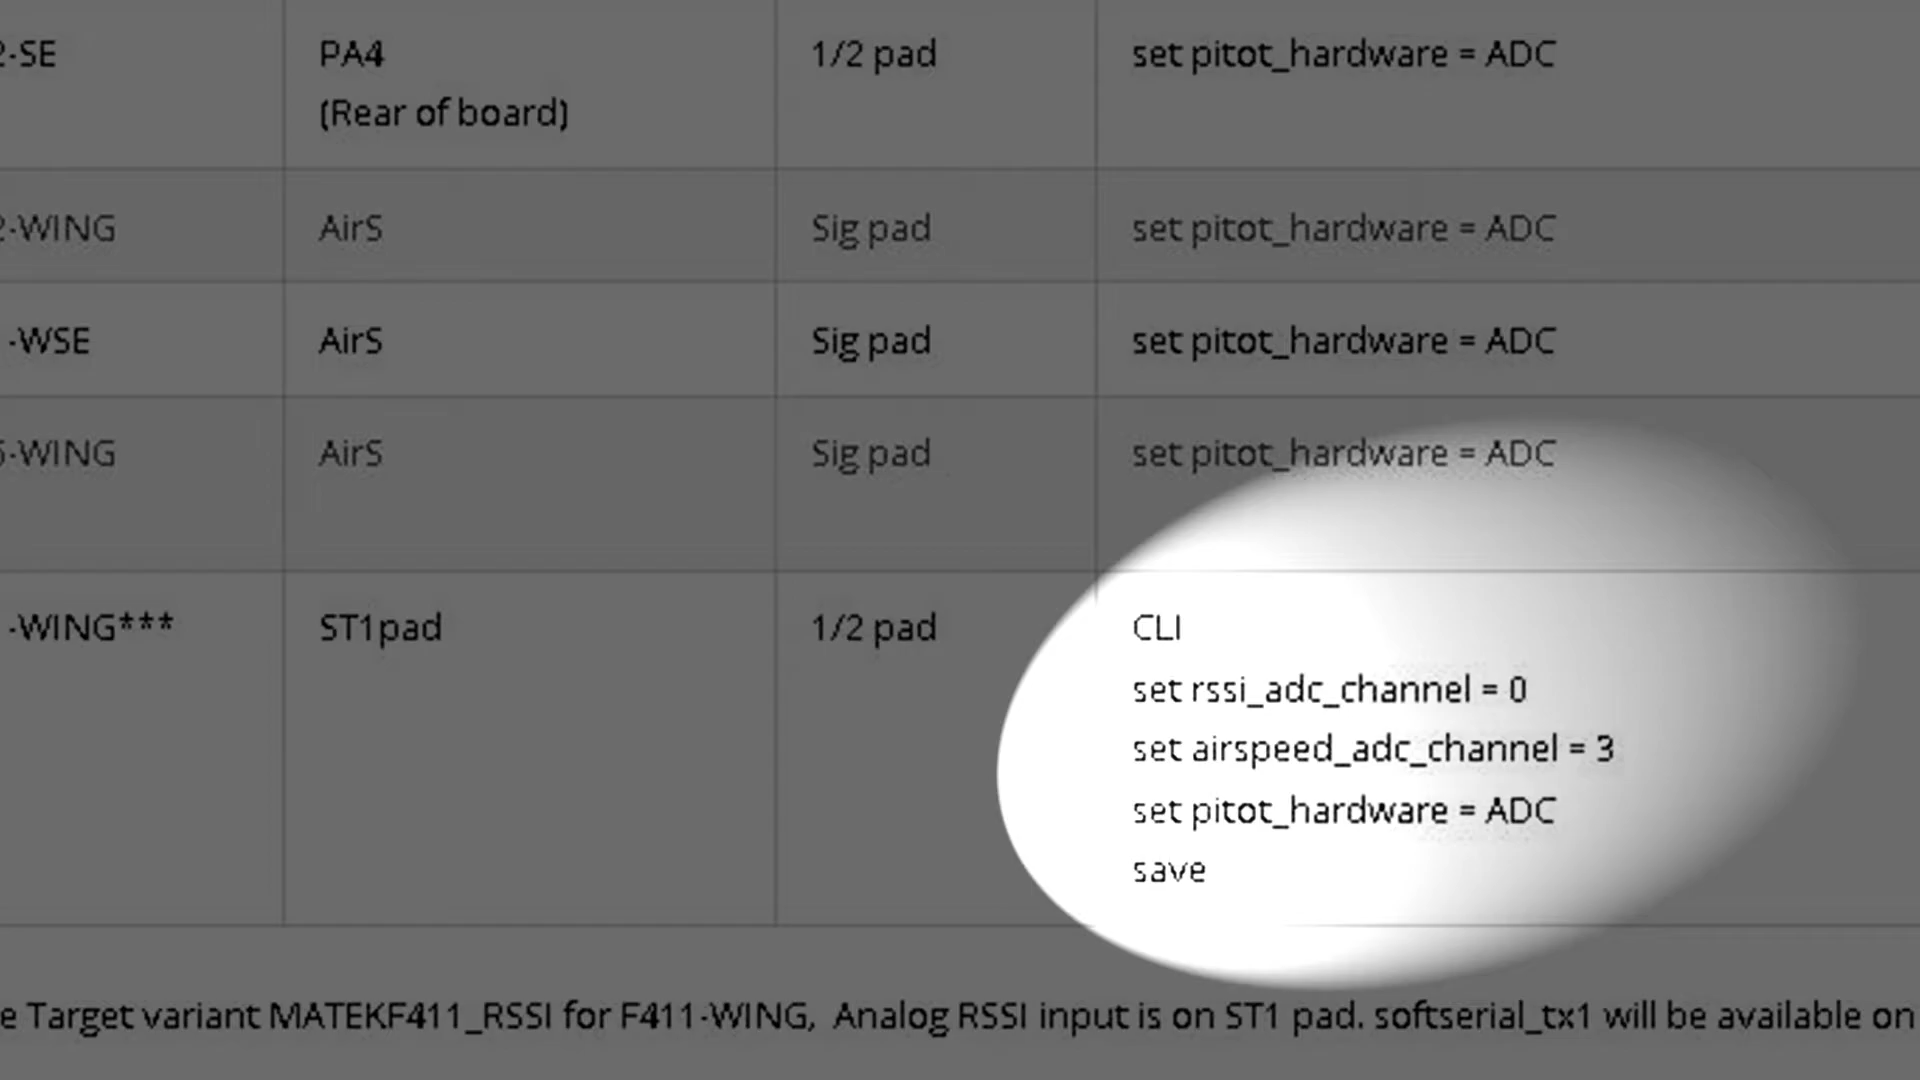 2-SE PA4 1/2 pad set pitot_hardware = ADC
(Rear of board)
2-WING AirS Sig pad set pitot_hardware = ADC
-WSE AirS Sig pad set pitot_hardware = ADC
5-WING AirS Sig pad set pitot_hardware = ADC
-WING*** ST1pad 1/2 pad CLI
set rssi_adc_channel = 0
set airspeed_adc_channel = 3
set pitot_hardware = ADC
save
e Target variant MATEKF411_RSSI for F411-WING, Analog RSSI input is on ST1 pad. softserial_tx1 will be available on